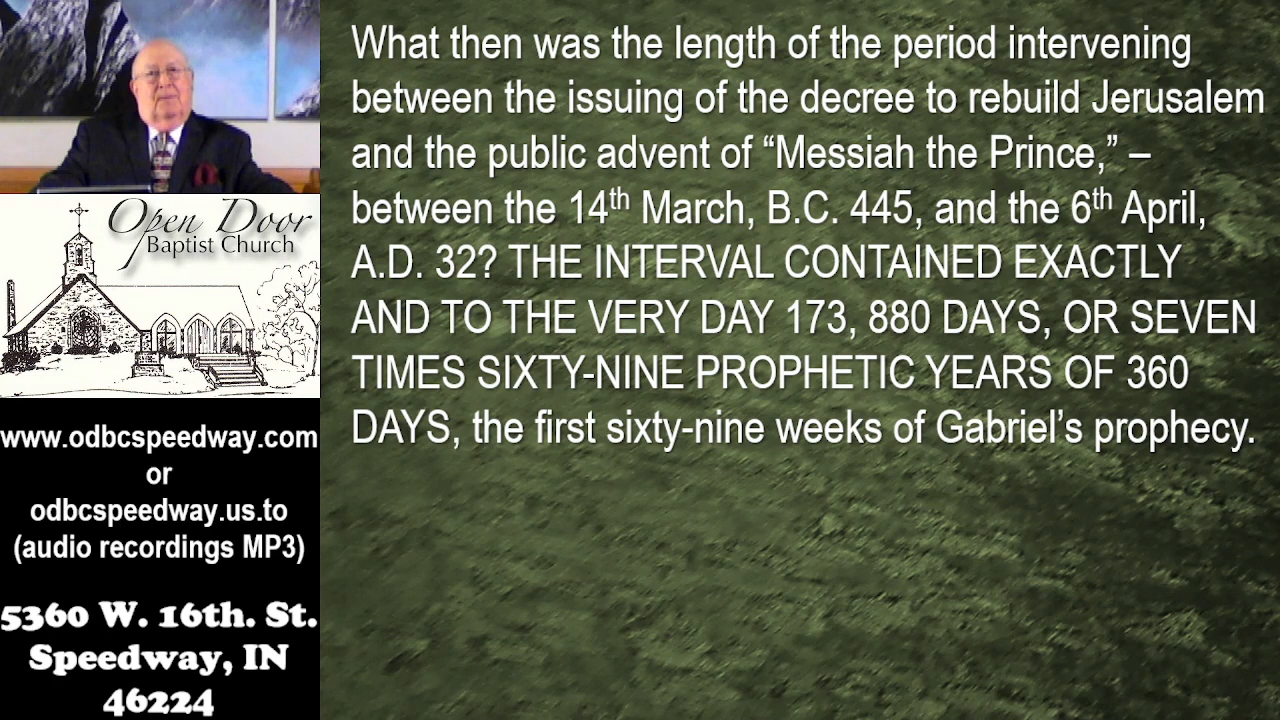 What then was the length of the period intervening
between the issuing of the decree to rebuild Jerusalem
and the public advent of “Messiah the Prince,” –
between the 14th March, B.C. 445, and the 6th April,
A.D. 32? THE INTERVAL CONTAINED EXACTLY
AND TO THE VERY DAY 173, 880 DAYS, OR SEVEN
TIMES SIXTY-NINE PROPHETIC YEARS OF 360
DAYS, the first sixty-nine weeks of Gabriel’s prophecy.
Open Door
Baptist Church
www.odbcspeedway.com
or
odbcspeedway.us.to
(audio recordings MP3)
5360 W. 16th. St.
Speedway, IN
46224